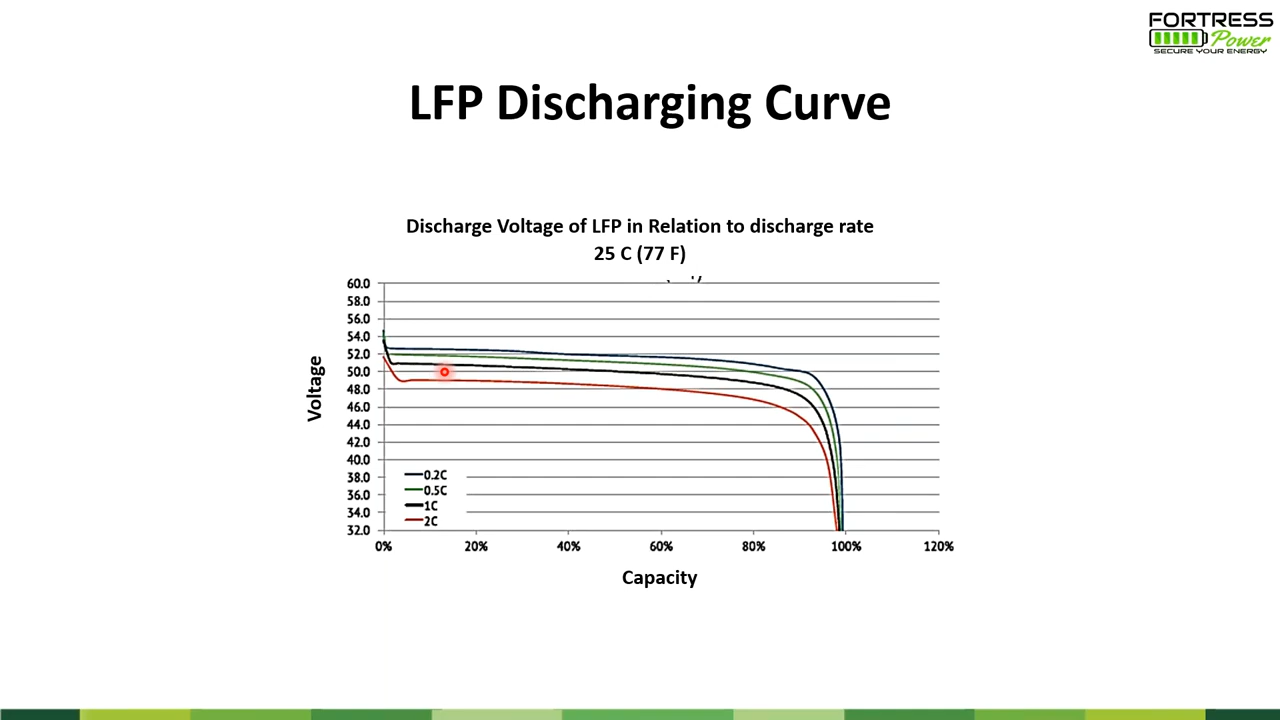 FORTRESS
Power
SECURE YOUR ENERGY
LFP Discharging Curve
Discharge Voltage of LFP in Relation to discharge rate
25 C (77 F)
Voltage
60.0
58.0
56.0
54.0
52.0
50.0
48.0
46.0
44.0
42.0
40.0
38.0
36.0
34.0
32.0
0.2C
0.5C
1C
2C
0% 20% 40% 60% 80% 100% 120%
Capacity